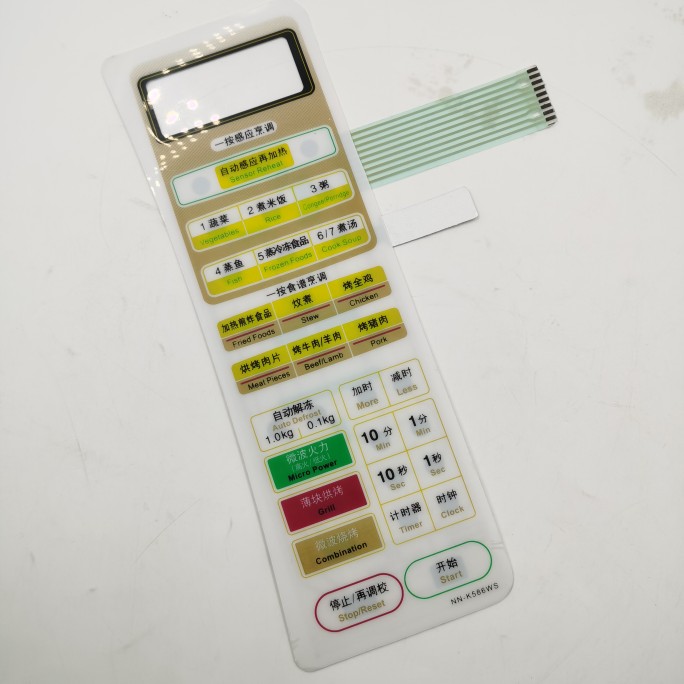 一按感应烹调
自动感应再加热
Sensor Reheat
1 蔬菜
Vegetables
2 煮米饭
Rice
3 粥
Congee/Porridge
4 蒸鱼
Fish
5 蒸冷冻食品
Frozen Foods
6/7 煮汤
Cook Soup
一按食谱烹调
加热煎炸食品
Fried Foods
炆煮
Stew
烤全鸡
Chicken
烘烤肉片
Meat Pieces
烤牛肉/羊肉
Beef/Lamb
烤猪肉
Pork
自动解冻
Auto Defrost
1.0kg 0.1kg
加时
More
减时
Less
微波火力
Micro Power
10 分
Min
1 分
Min
薄块烘烤
Grill
10 秒
Sec
1 秒
Sec
微波烧烤
Combination
计时器
Timer
时钟
Clock
停止/再调校
Stop/Reset
开始
Start
NN-K586WS